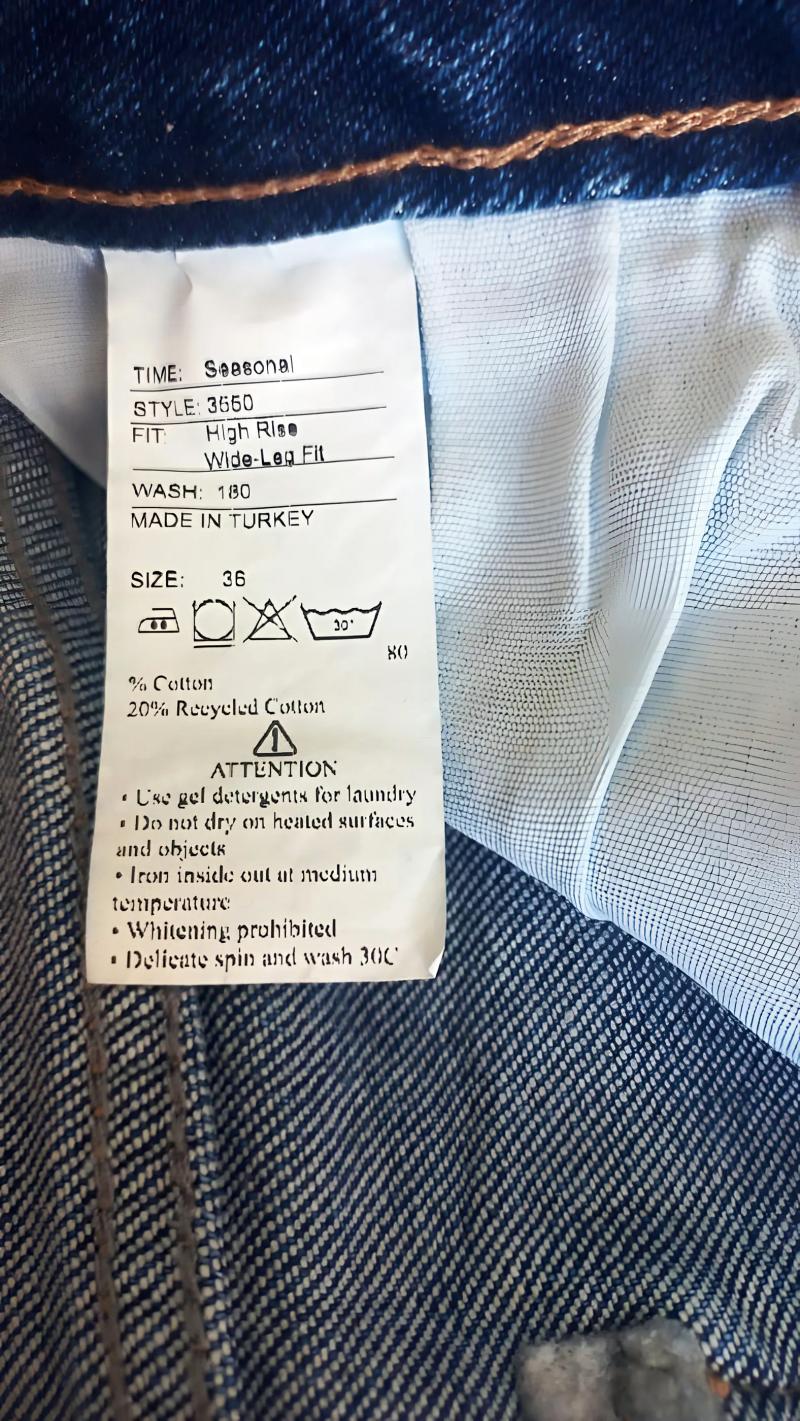 TIME: Seasonal
STYLE: 3650
FIT: High Rise
Wide-Leg Fit
WASH: 180
MADE IN TURKEY
SIZE: 36
30°
80
% Cotton
20% Recycled Cotton
ATTENTION
• Use gel detergents for laundry
• Do not dry on heated surfaces
and objects
• Iron inside out at medium
temperature
• Whitening prohibited
• Delicate spin and wash 30C